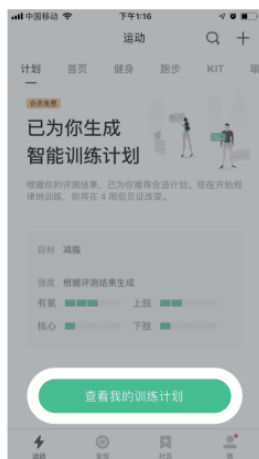 中国移动 下午1:16
运动
计划 首页 健身 跑步 KIT 瑜
会员免费
已为你生成
智能训练计划
根据你的评测结果，已为你推荐合适计划。现在开始规
律地训练，你将在 4 周后见证改变。
目标 减脂
强度 根据评测结果生成
有氧 上肢
核心 下肢
查看我的训练计划
运动 发现 社区 我